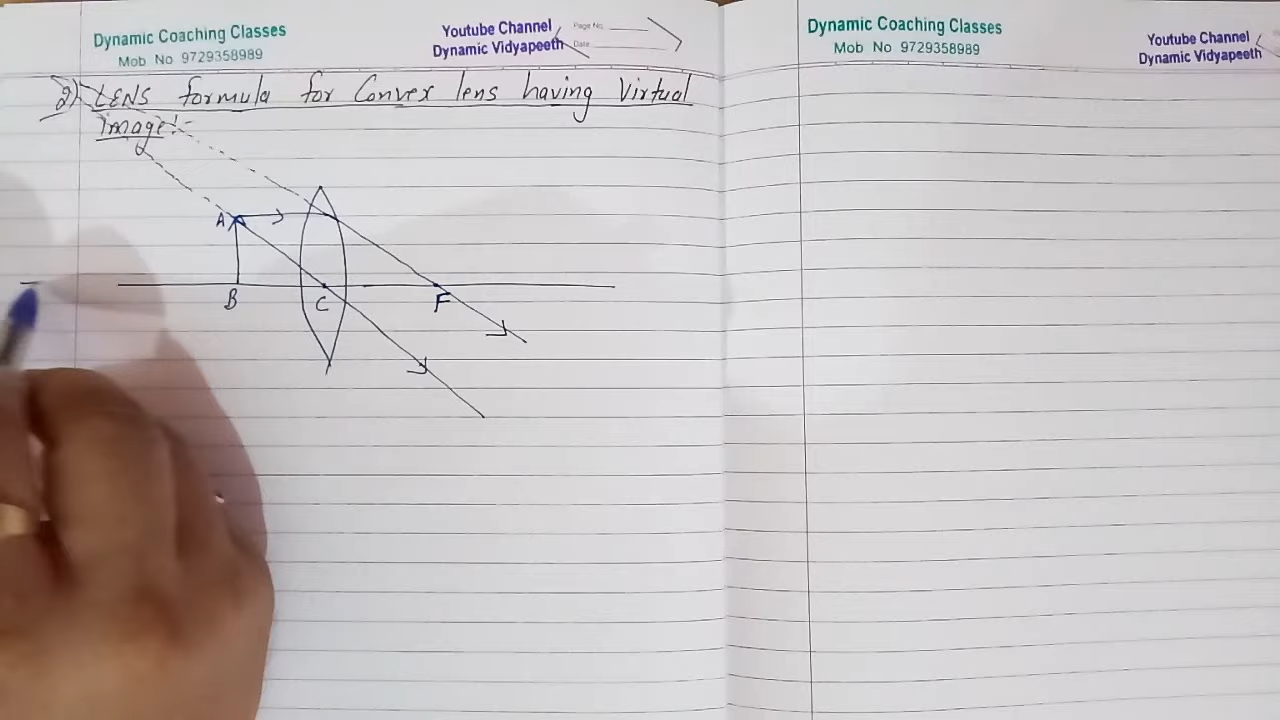 Dynamic Coaching Classes
Mob No 9729358989
Youtube Channel
Dynamic Vidyapeeth
Page No.
Date
2) LENS formula for Convex lens having Virtual
Image:-
A
B
C
F
Dynamic Coaching Classes
Mob No 9729358989
Youtube Channel
Dynamic Vidyapeeth